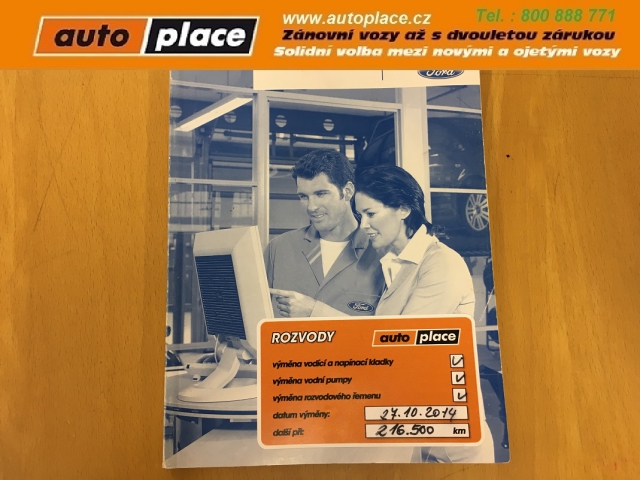 auto place
www.autoplace.cz
Tel. : 800 888 771
Zánovní vozy až s dvouletou zárukou
Solidní volba mezi novými a ojetými vozy
Ford
Ford
ROZVODY auto place
výměna vodící a napínací kladky
výměna vodní pumpy
výměna rozvodového řemenu
datum výměny: 27.10.2014
další při: 216.500 km